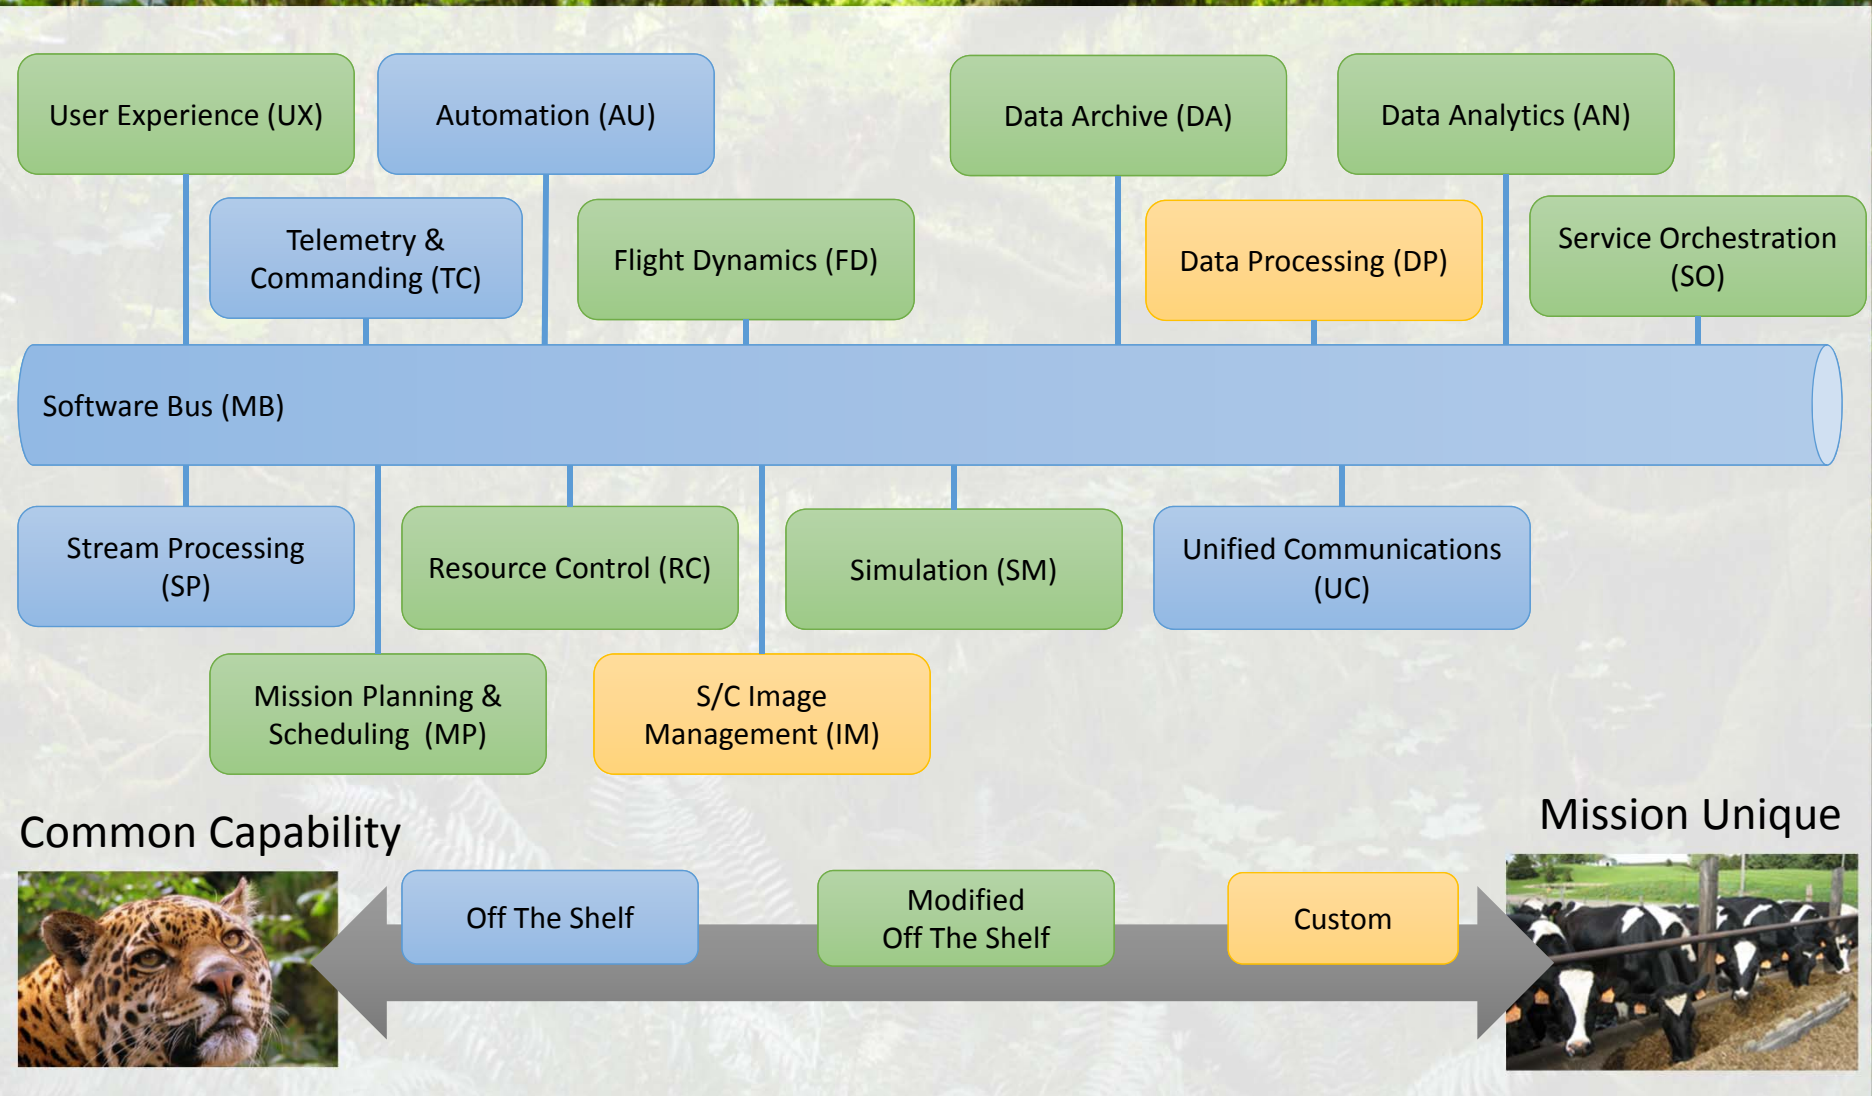 User Experience (UX)
Automation (AU)
Data Archive (DA)
Data Analytics (AN)
Telemetry &
Commanding (TC)
Flight Dynamics (FD)
Data Processing (DP)
Service Orchestration
(SO)
Software Bus (MB)
Stream Processing
(SP)
Resource Control (RC)
Simulation (SM)
Unified Communications
(UC)
Mission Planning &
Scheduling (MP)
S/C Image
Management (IM)
Common Capability
Mission Unique
Off The Shelf
Modified
Off The Shelf
Custom